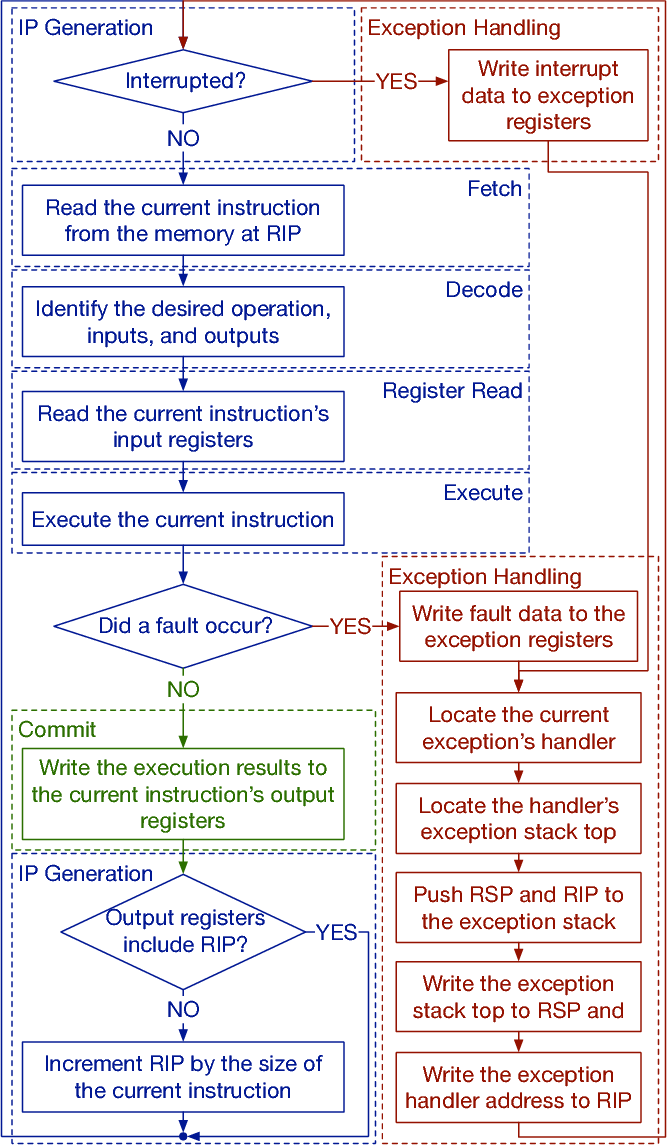 IP Generation
Interrupted?
YES
NO
Exception Handling
Write interrupt
data to exception
registers
Fetch
Read the current instruction
from the memory at RIP
Decode
Identify the desired operation,
inputs, and outputs
Register Read
Read the current instruction's
input registers
Execute
Execute the current instruction
Did a fault occur?
YES
NO
Exception Handling
Write fault data to the
exception registers
Locate the current
exception's handler
Locate the handler's
exception stack top
Push RSP and RIP to
the exception stack
Write the exception
stack top to RSP and
Write the exception
handler address to RIP
Commit
Write the execution results to
the current instruction's output
registers
IP Generation
Output registers
include RIP?
YES
NO
Increment RIP by the size of
the current instruction